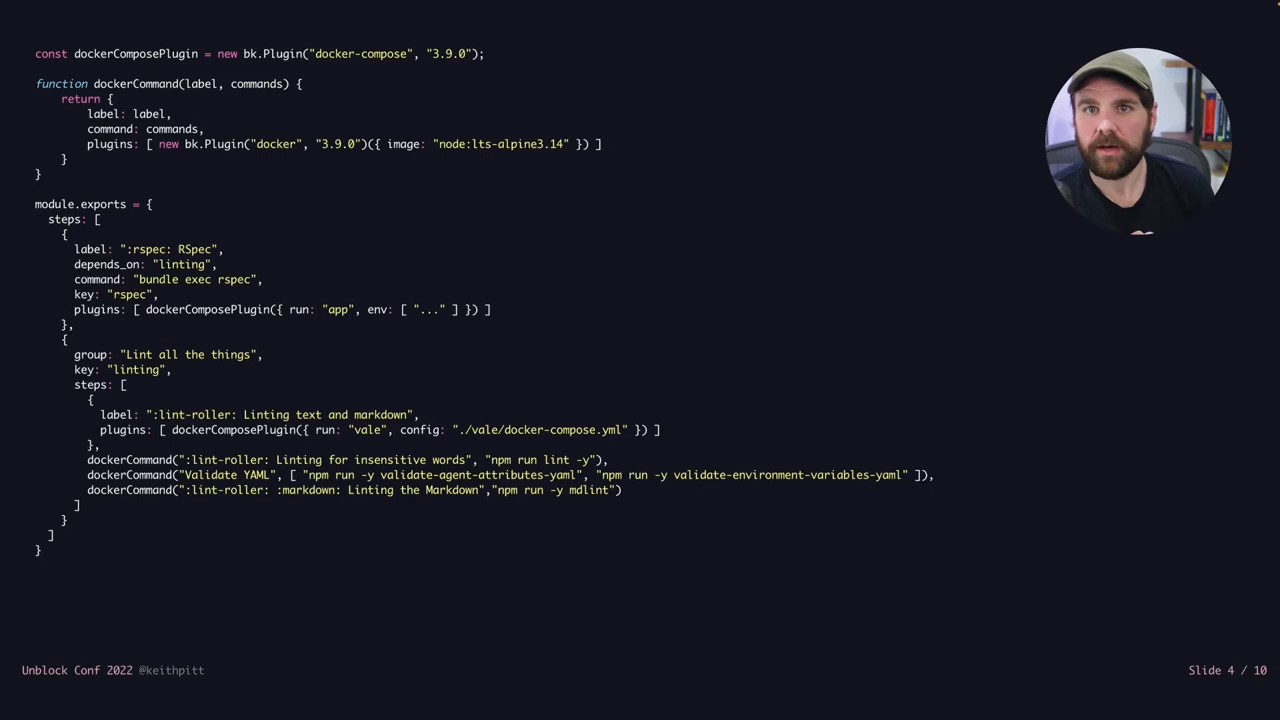 const dockerComposePlugin = new bk.Plugin("docker-compose", "3.9.0");
function dockerCommand(label, commands) {
return {
label: label,
command: commands,
plugins: [ new bk.Plugin("docker", "3.9.0")({ image: "node:lts-alpine3.14" }) ]
}
}
module.exports = {
steps: [
{
label: ":rspec: RSpec",
depends_on: "linting",
command: "bundle exec rspec",
key: "rspec",
plugins: [ dockerComposePlugin({ run: "app", env: [ "..." ] }) ]
},
{
group: "Lint all the things",
key: "linting",
steps: [
{
label: ":lint-roller: Linting text and markdown",
plugins: [ dockerComposePlugin({ run: "vale", config: "./vale/docker-compose.yml" }) ]
},
dockerCommand(":lint-roller: Linting for insensitive words", "npm run lint -y"),
dockerCommand("Validate YAML", [ "npm run -y validate-agent-attributes-yaml", "npm run -y validate-environment-variables-yaml" ]),
dockerCommand(":lint-roller: :markdown: Linting the Markdown","npm run -y mdlint")
]
}
]
}
Unblock Conf 2022 @keithpitt
Slide 4 / 10